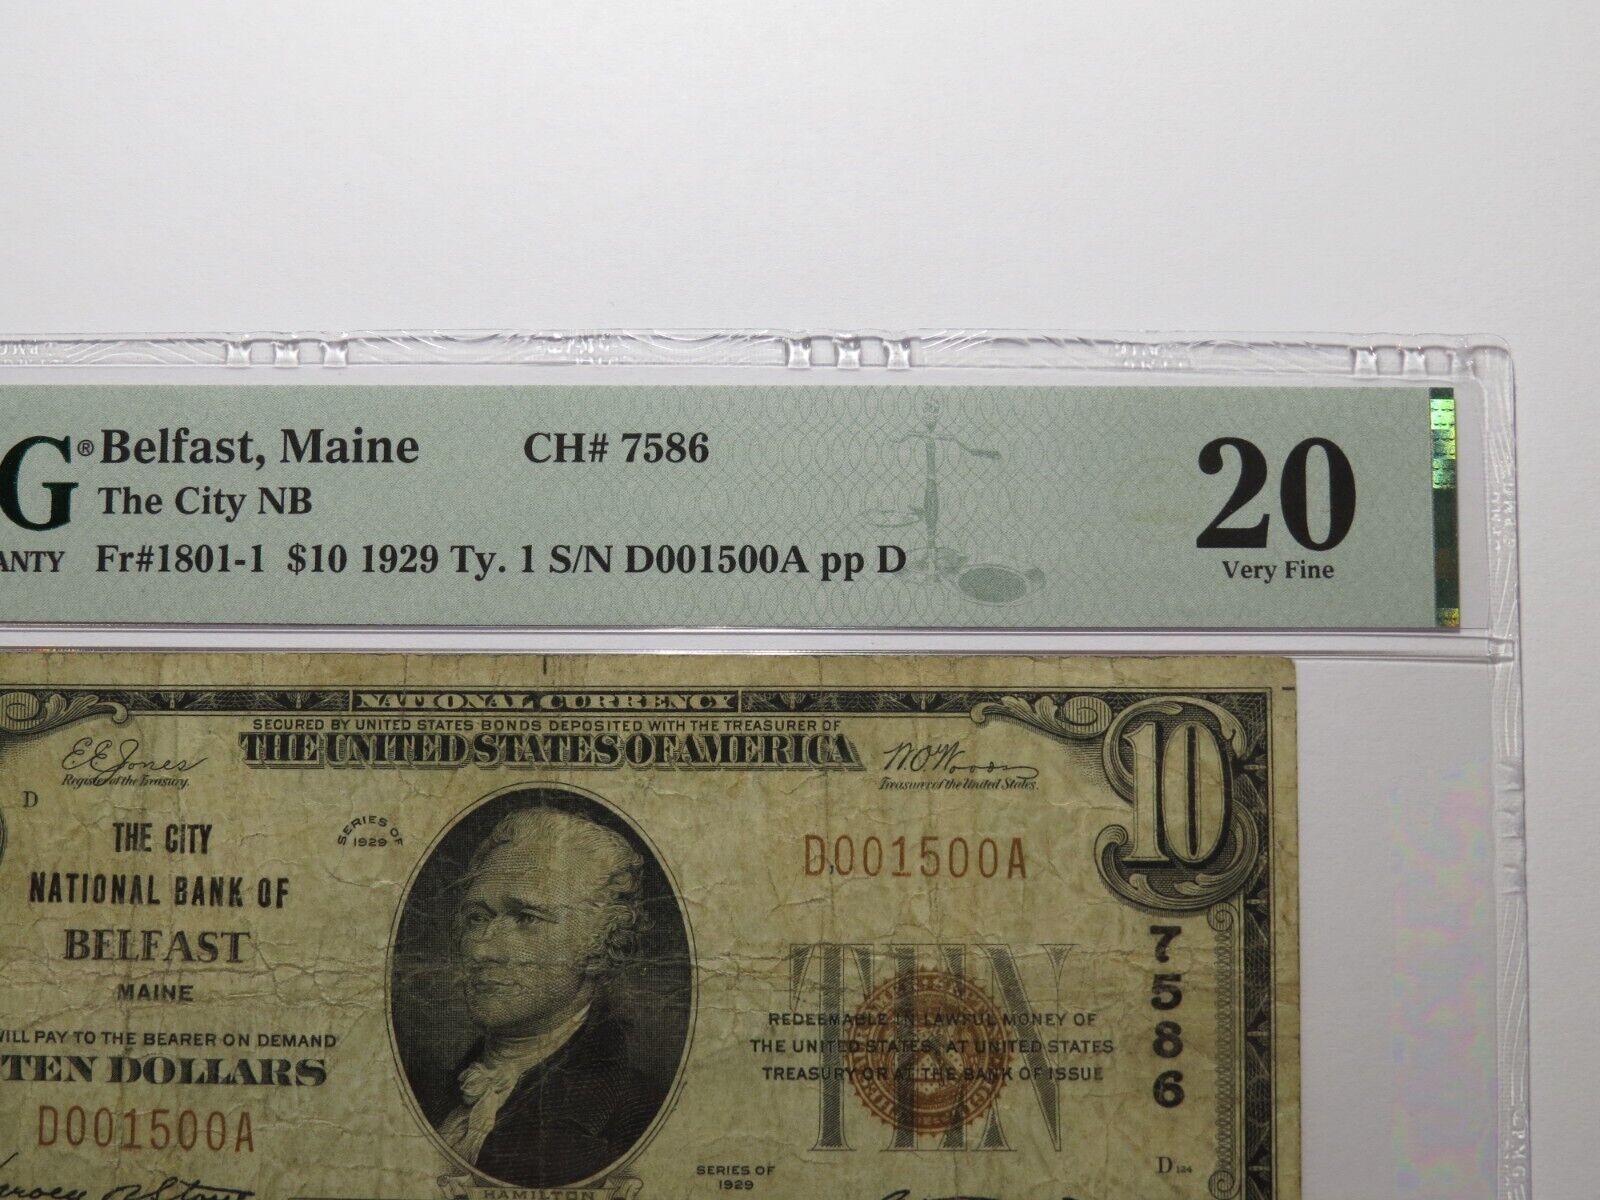 G® Belfast, Maine CH# 7586
The City NB
ANTY Fr#1801-1 $10 1929 Ty. 1 S/N D001500A pp D
20
Very Fine
NATIONAL CURRENCY
SECURED BY UNITED STATES BONDS DEPOSITED WITH THE TREASURER OF
THE UNITED STATES OF AMERICA
E E Jones
Register of the Treasury.
W. O. Woods
Treasurer of the United States.
10
D
THE CITY
NATIONAL BANK OF
BELFAST
MAINE
SERIES OF
1929
D001500A
7586
WILL PAY TO THE BEARER ON DEMAND
TEN DOLLARS
D001500A
TEN
REDEEMABLE IN LAWFUL MONEY OF
THE UNITED STATES, AT UNITED STATES
TREASURY OR AT THE BANK OF ISSUE
SERIES OF
1929
D124
HAMILTON